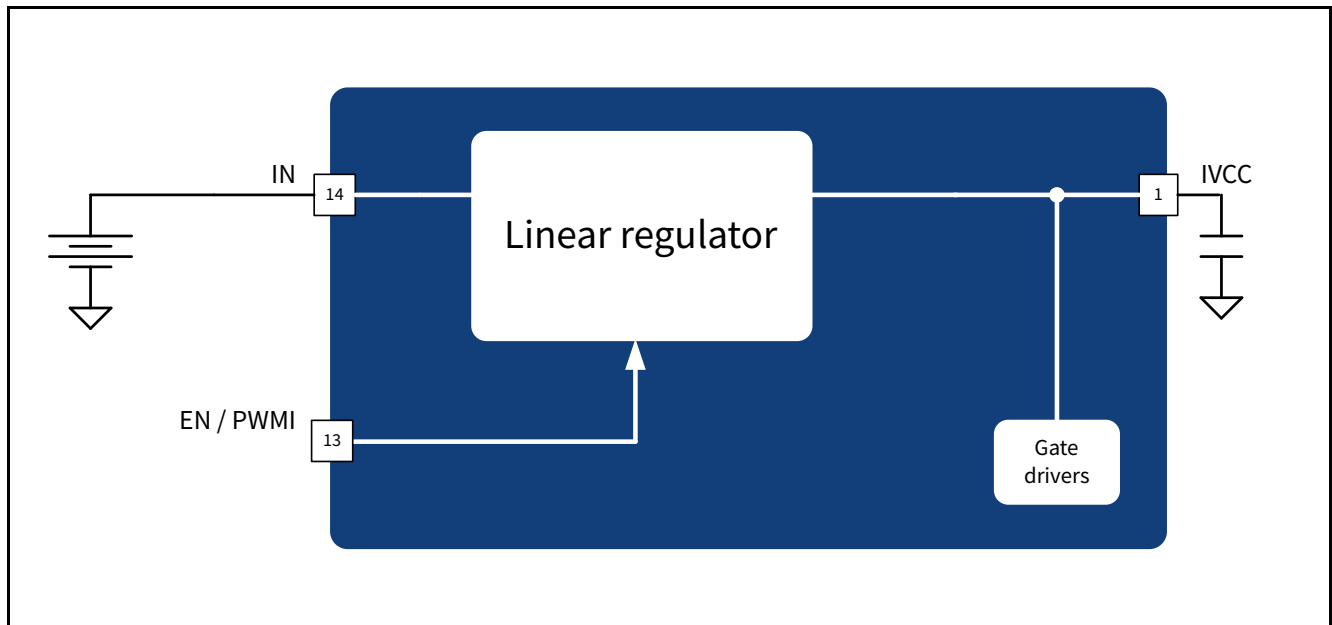 IN
14
Linear regulator
1
IVCC
EN / PWMI
13
Gate
drivers